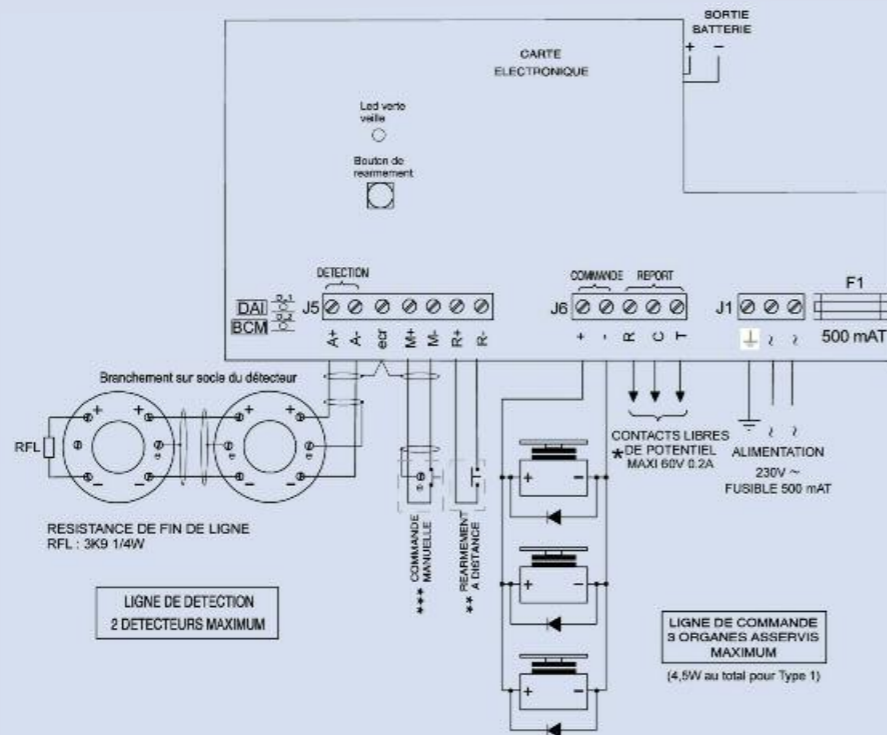 SORTIE
BATTERIE
+ −
CARTE
ELECTRONIQUE
Led verte
veille
Bouton de
rearmement
DETECTION
COMMANDE REPORT
F1
DAI
BCM
J5
J6
J1
A+ A- ecr M+ M- R+ R-
+ - R C T
~ ~
500 mAT
Branchement sur socle du détecteur
+ + + +
RFL
e e
− − − −
RESISTANCE DE FIN DE LIGNE
RFL : 3K9 1/4W
LIGNE DE DETECTION
2 DETECTEURS MAXIMUM
*** COMMANDE
MANUELLE
** REARMEMENT
A DISTANCE
CONTACTS LIBRES
* DE POTENTIEL
MAXI 60V 0.2A
~ ~
ALIMENTATION
230V ~
FUSIBLE 500 mAT
+ −
+ −
+ −
LIGNE DE COMMANDE
3 ORGANES ASSERVIS
MAXIMUM
(4,5W au total pour Type 1)